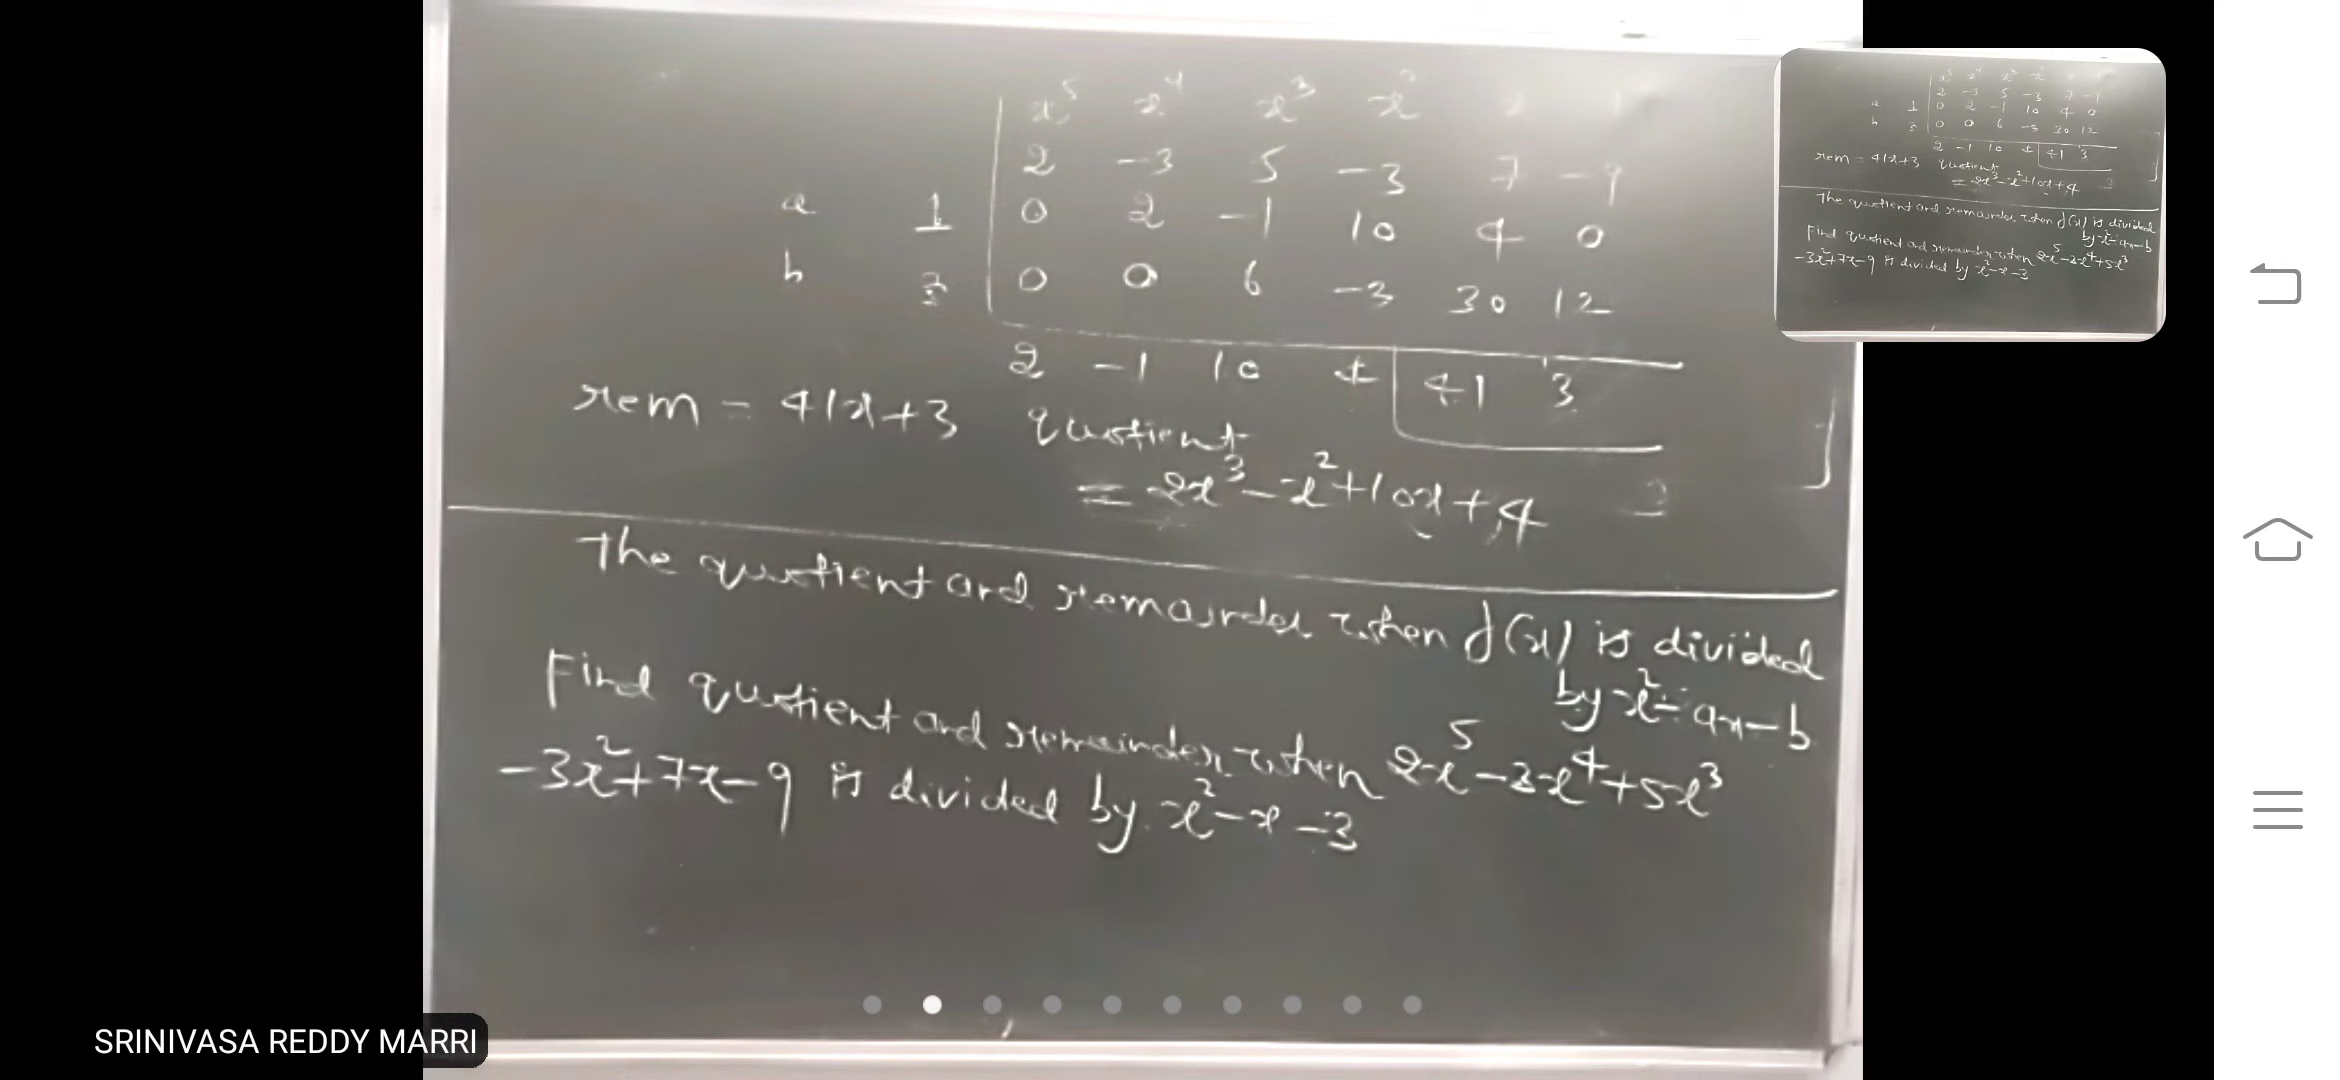 x⁵ x⁴ x³ x²
2 -3 5 -3 7 -9
a 1 0 2 -1 10 4 0
b 3 0 0 6 -3 30 12
2 -1 10 4 41 3
rem = 41x+3 quotient
= 2x³-x²+10x+4
The quotient and remainder when f(x) is divided
by x²-ax-b
Find quotient and remainder when 2x⁵-3x⁴+5x³
-3x²+7x-9 is divided by x²-x-3
SRINIVASA REDDY MARRI